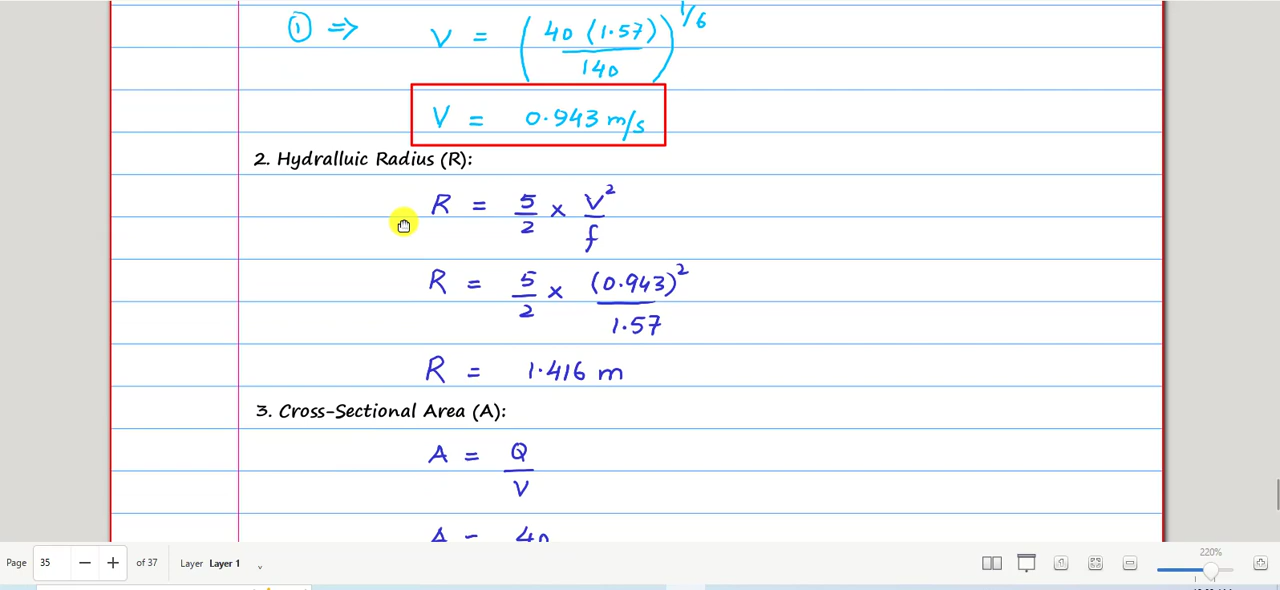 ① ⇒ V = (40 (1.57) / 140)^1/6
V = 0.943 m/s
2. Hydralluic Radius (R):
R = 5/2 × V²/f
R = 5/2 × (0.943)²/1.57
R = 1.416 m
3. Cross-Sectional Area (A):
A = Q/V
A = 40
Page 35 of 37 Layer Layer 1 220%